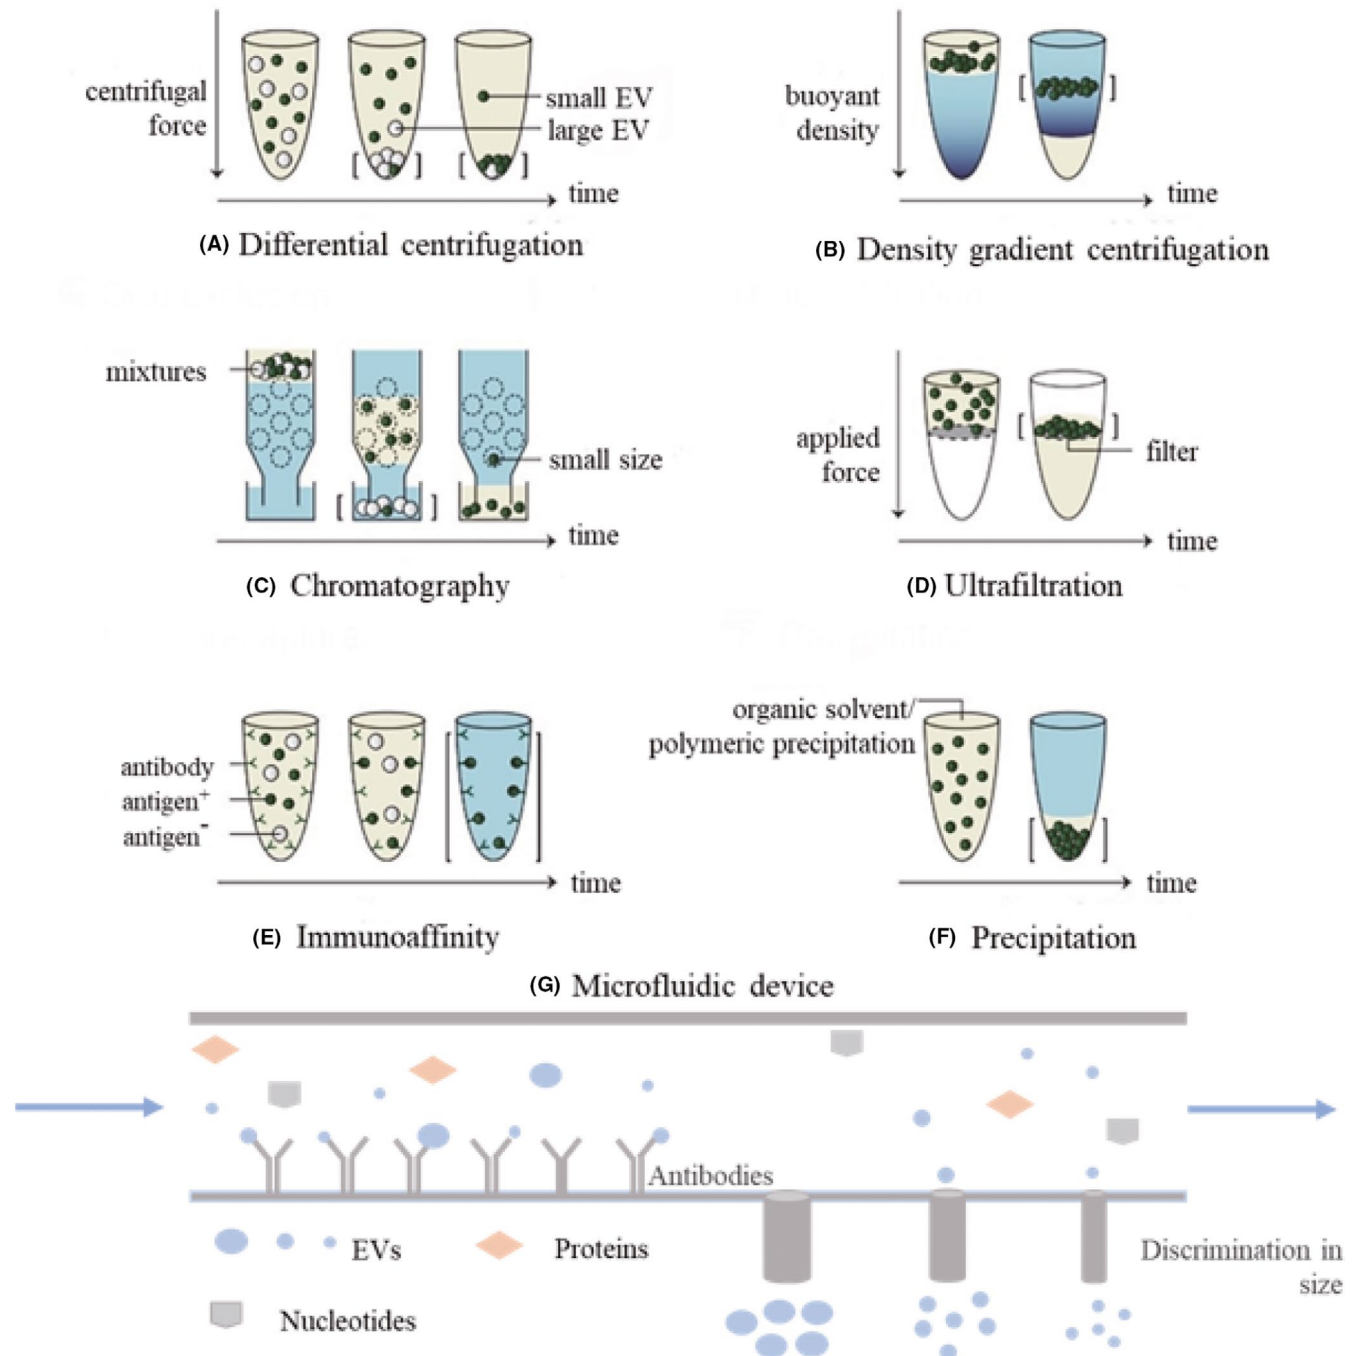 centrifugal
force
small EV
large EV
time
(A) Differential centrifugation
buoyant
density
time
(B) Density gradient centrifugation
mixtures
small size
time
(C) Chromatography
applied
force
filter
time
(D) Ultrafiltration
antibody
antigen+
antigen-
time
(E) Immunoaffinity
organic solvent/
polymeric precipitation
time
(F) Precipitation
(G) Microfluidic device
Antibodies
EVs
Proteins
Nucleotides
Discrimination in
size